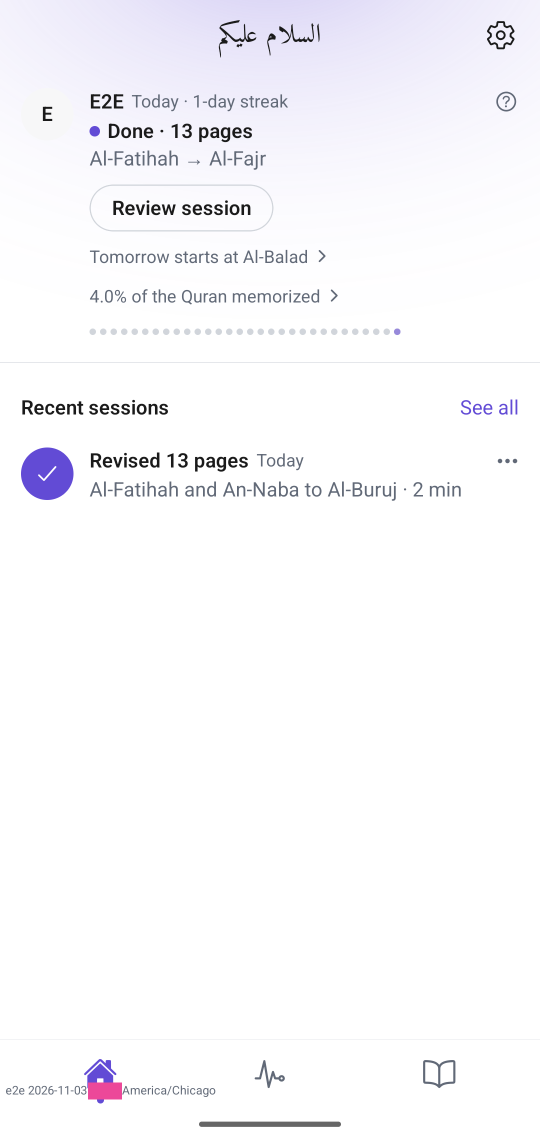 السلام عليكم
E
E2E Today · 1-day streak
Done · 13 pages
Al-Fatihah → Al-Fajr
Review session
Tomorrow starts at Al-Balad
4.0% of the Quran memorized
Recent sessions
See all
Revised 13 pages Today
Al-Fatihah and An-Naba to Al-Buruj · 2 min
e2e 2026-11-03
America/Chicago